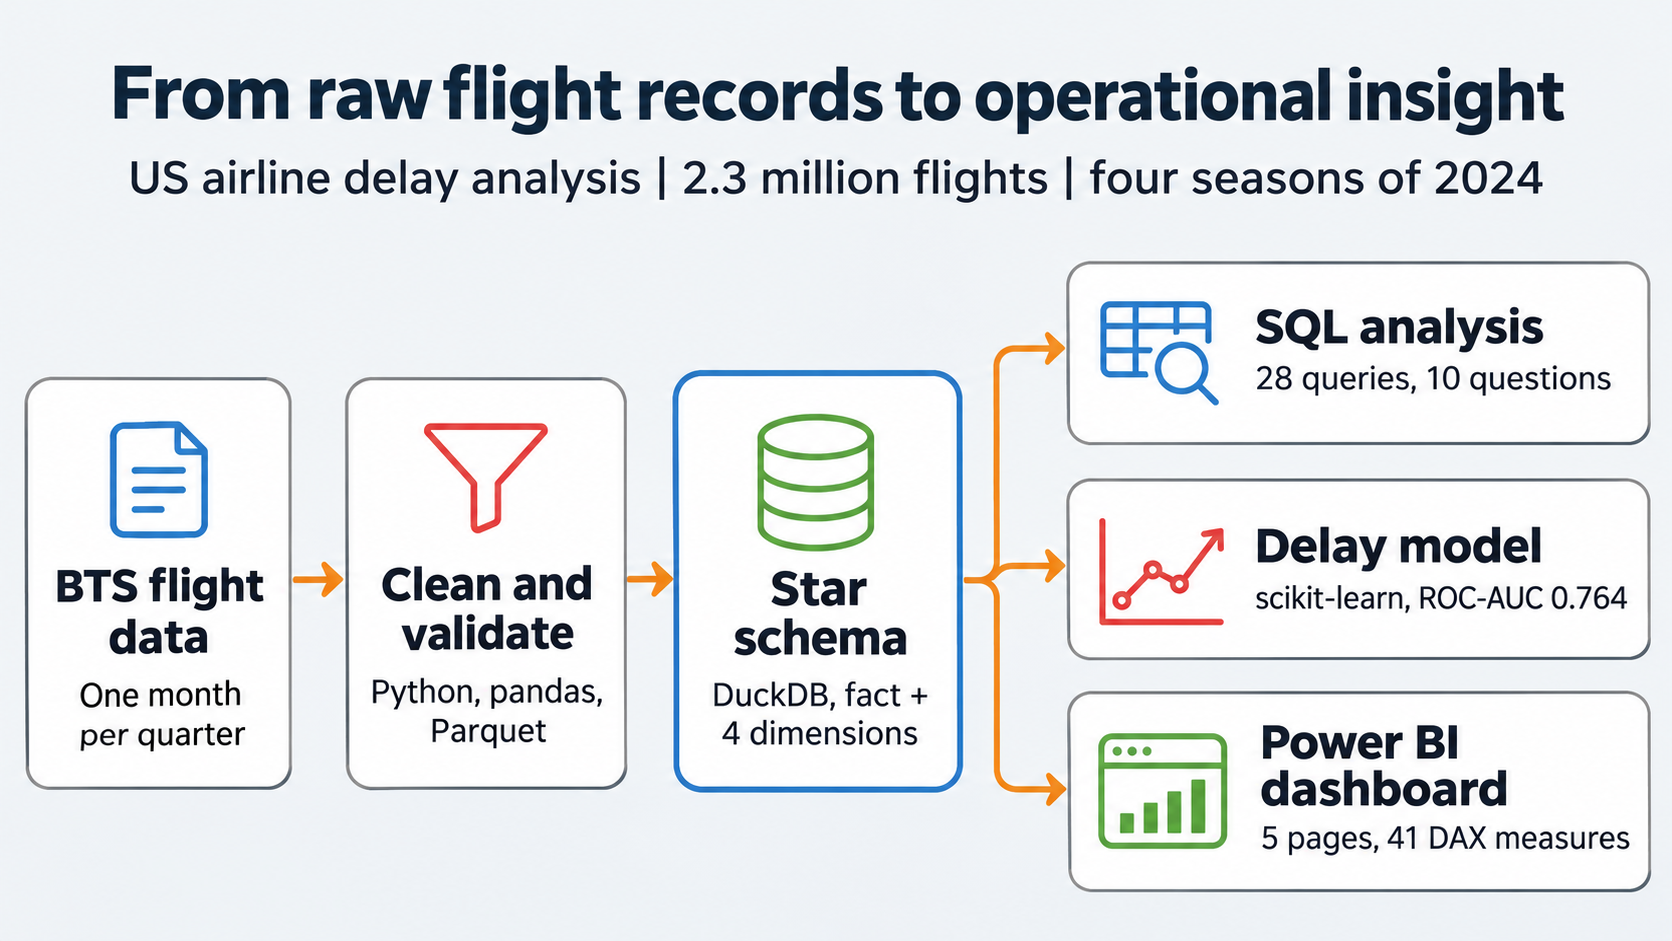 From raw flight records to operational insight
US airline delay analysis | 2.3 million flights | four seasons of 2024
BTS flight
data
One month
per quarter
Clean and
validate
Python, pandas,
Parquet
Star
schema
DuckDB, fact +
4 dimensions
SQL analysis
28 queries, 10 questions
Delay model
scikit-learn, ROC-AUC 0.764
Power BI
dashboard
5 pages, 41 DAX measures